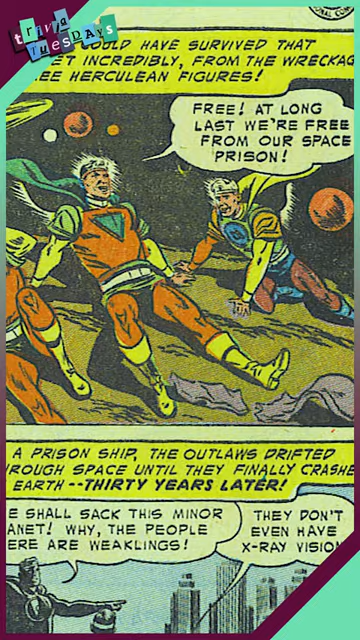 trivia
TUESDAYS
OULD HAVE SURVIVED THAT
ET INCREDIBLY, FROM THE WRECKAG
EE HERCULEAN FIGURES!
FREE! AT LONG
LAST WE'RE FREE
FROM OUR SPACE
PRISON!
A PRISON SHIP, THE OUTLAWS DRIFTED
HROUGH SPACE UNTIL THEY FINALLY CRASHE
EARTH--THIRTY YEARS LATER!
E SHALL SACK THIS MINOR
ANET! WHY, THE PEOPLE
ERE ARE WEAKLINGS!
THEY DON'T
EVEN HAVE
X-RAY VISION